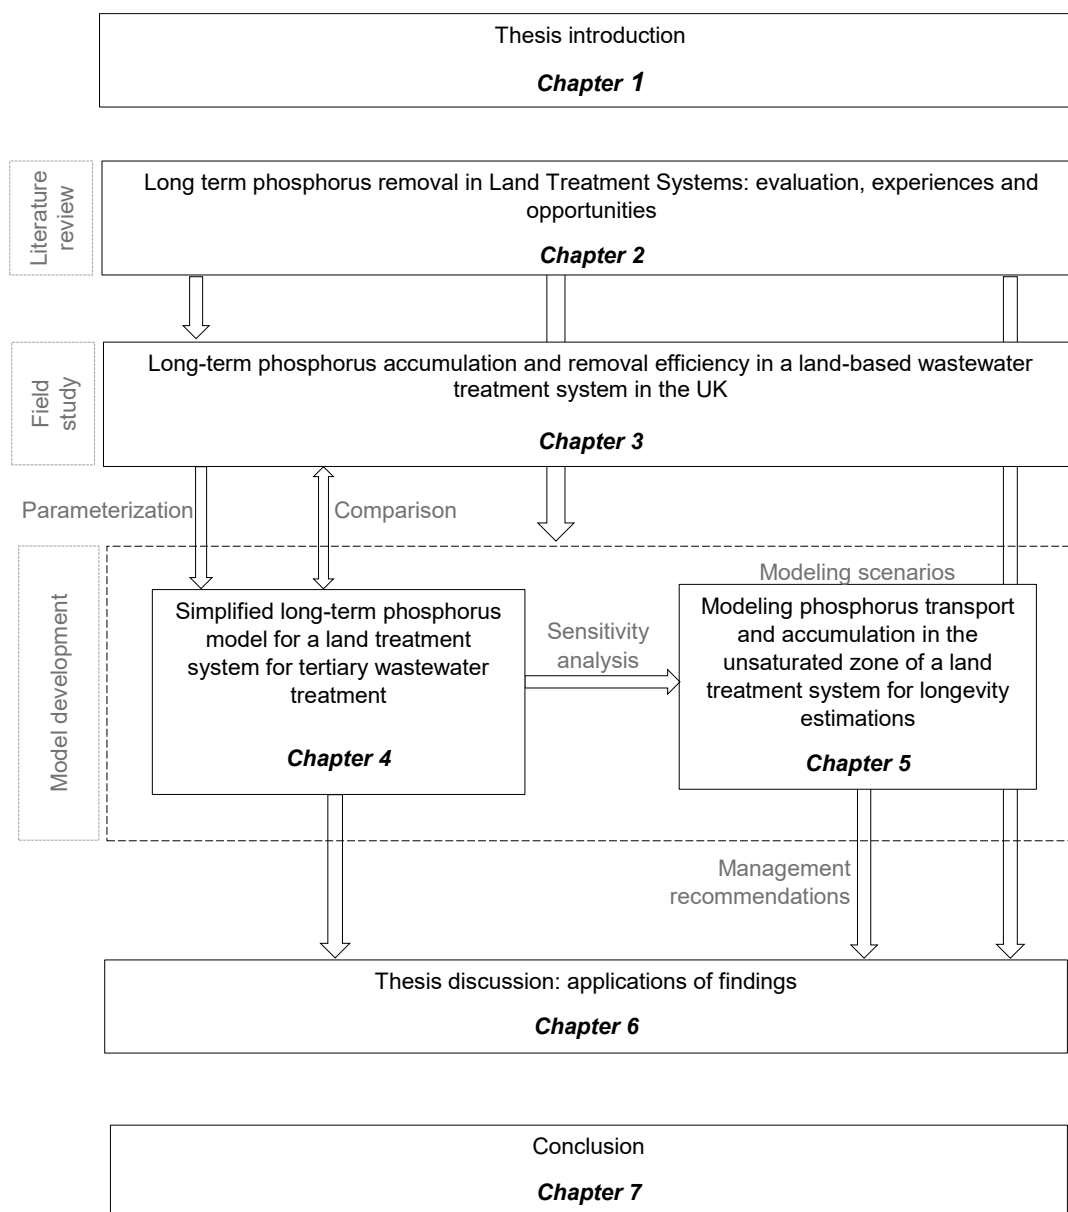 Thesis introduction
Chapter 1
Literature
review
Long term phosphorus removal in Land Treatment Systems: evaluation, experiences and
opportunities
Chapter 2
Field
study
Long-term phosphorus accumulation and removal efficiency in a land-based wastewater
treatment system in the UK
Chapter 3
Parameterization
Comparison
Model development
Simplified long-term phosphorus
model for a land treatment
system for tertiary wastewater
treatment
Chapter 4
Sensitivity
analysis
Modeling scenarios
Modeling phosphorus transport
and accumulation in the
unsaturated zone of a land
treatment system for longevity
estimations
Chapter 5
Management
recommendations
Thesis discussion: applications of findings
Chapter 6
Conclusion
Chapter 7